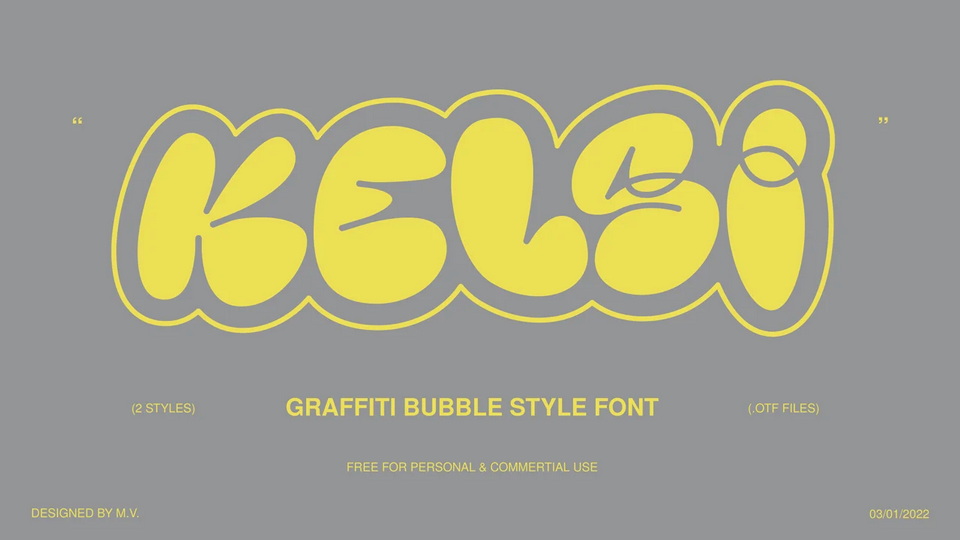 “ KELSi ”
(2 STYLES) GRAFFITI BUBBLE STYLE FONT (.OTF FILES)
FREE FOR PERSONAL & COMMERTIAL USE
DESIGNED BY M.V. 03/01/2022